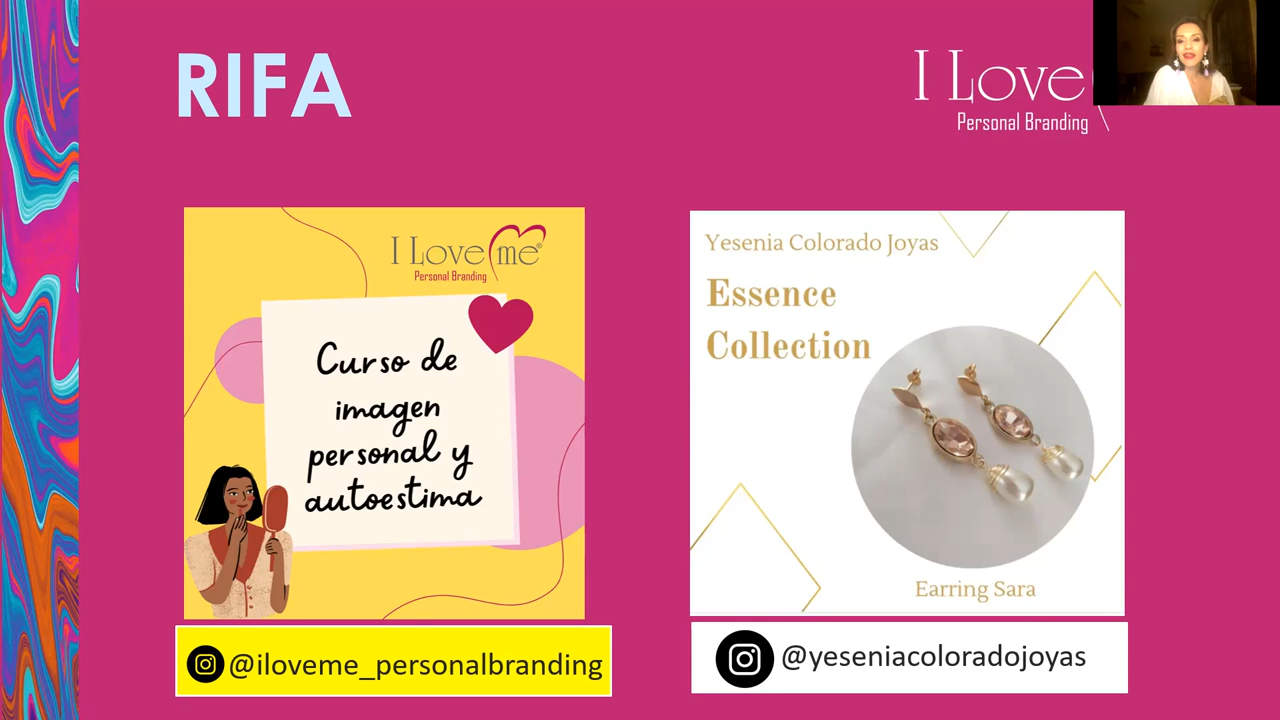 RIFA
I LOVE
Personal Branding
I LOVE me®
Personal Branding
Curso de
imagen
personal y
autoestima
@iloveme_personalbranding
Yesenia Colorado Joyas
Essence
Collection
Earring Sara
@yeseniacoloradojoyas